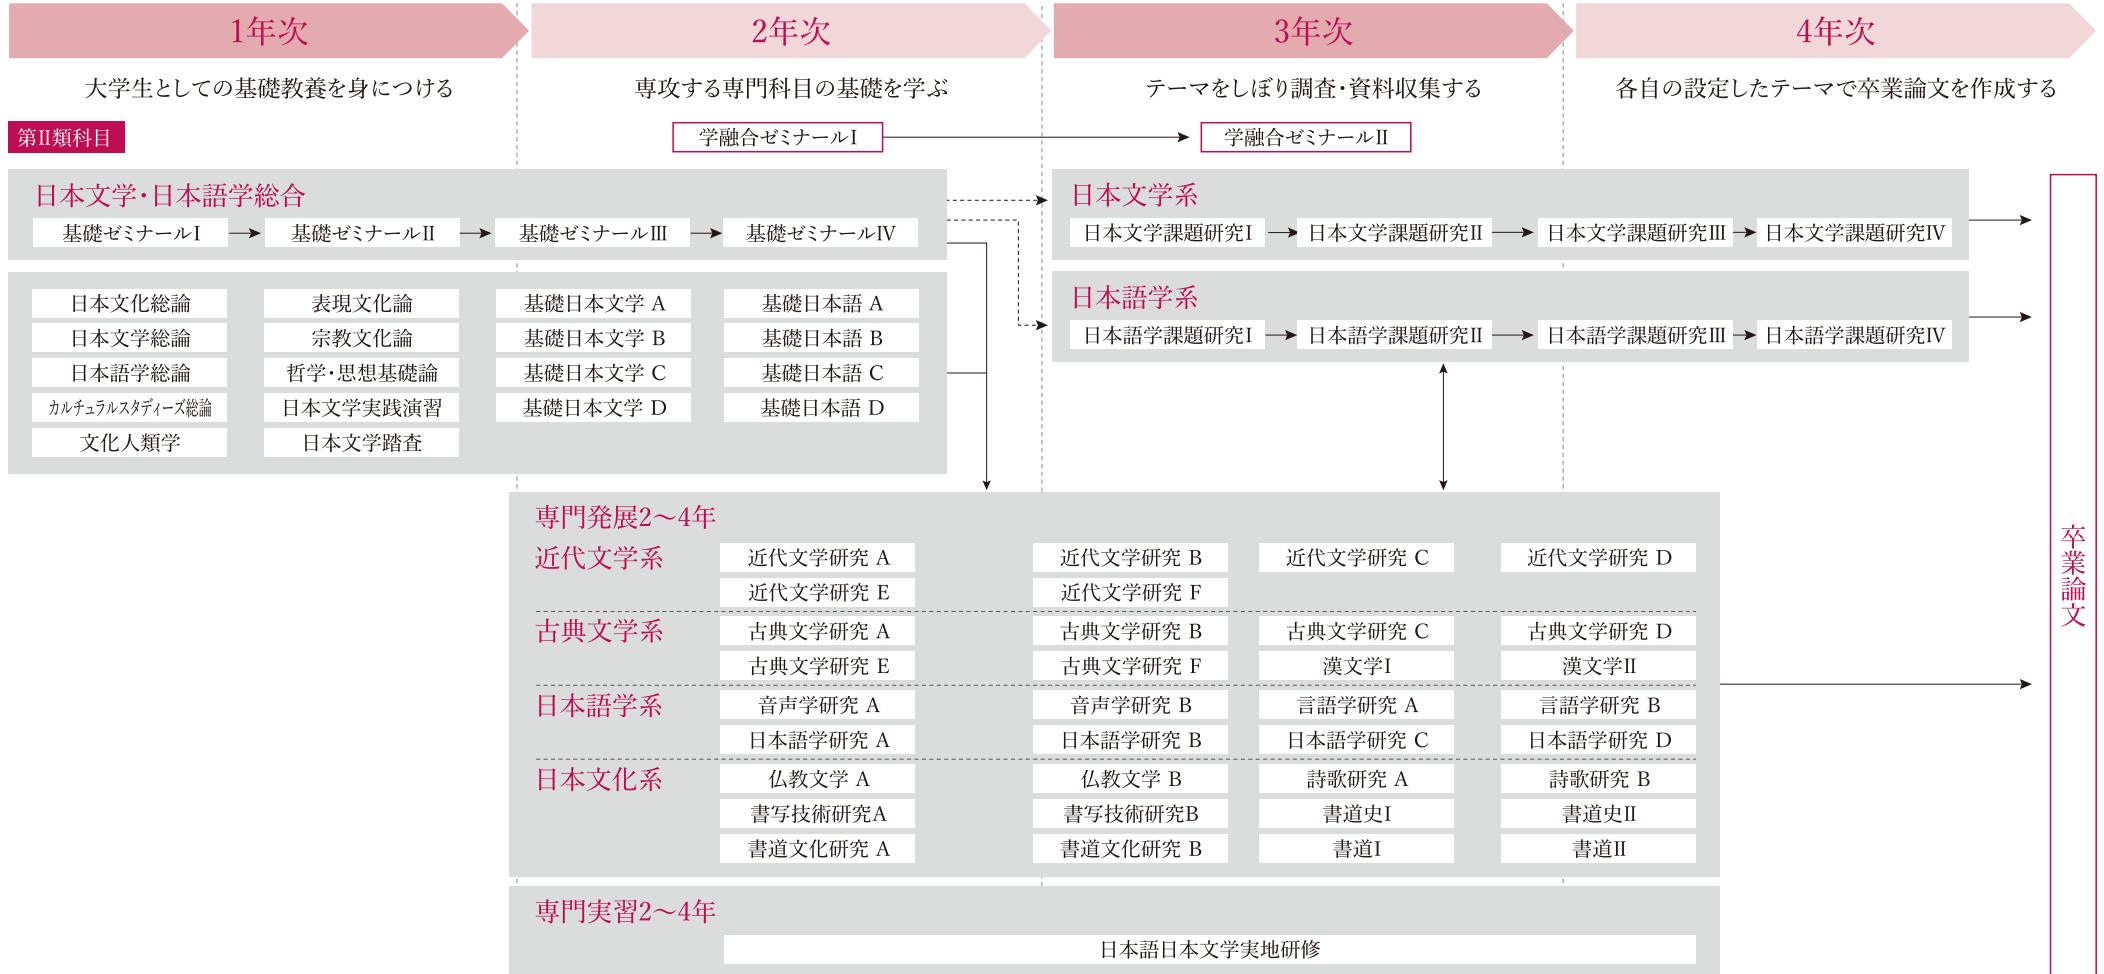 1年次 2年次 3年次 4年次
大学生としての基礎教養を身につける 専攻する専門科目の基礎を学ぶ テーマをしぼり調査・資料収集する 各自の設定したテーマで卒業論文を作成する
第Ⅱ類科目 学融合ゼミナールⅠ 学融合ゼミナールⅡ
日本文学・日本語学総合
基礎ゼミナールⅠ 基礎ゼミナールⅡ 基礎ゼミナールⅢ 基礎ゼミナールⅣ
日本文学系
日本文学課題研究Ⅰ 日本文学課題研究Ⅱ 日本文学課題研究Ⅲ 日本文学課題研究Ⅳ
日本語学系
日本語学課題研究Ⅰ 日本語学課題研究Ⅱ 日本語学課題研究Ⅲ 日本語学課題研究Ⅳ
日本文化総論 表現文化論 基礎日本文学 A 基礎日本語 A
日本文学総論 宗教文化論 基礎日本文学 B 基礎日本語 B
日本語学総論 哲学・思想基礎論 基礎日本文学 C 基礎日本語 C
カルチュラルスタディーズ総論 日本文学実践演習 基礎日本文学 D 基礎日本語 D
文化人類学 日本文学踏査
専門発展2〜4年
近代文学系 近代文学研究 A 近代文学研究 B 近代文学研究 C 近代文学研究 D
近代文学研究 E 近代文学研究 F
古典文学系 古典文学研究 A 古典文学研究 B 古典文学研究 C 古典文学研究 D
古典文学研究 E 古典文学研究 F 漢文学Ⅰ 漢文学Ⅱ
日本語学系 音声学研究 A 音声学研究 B 言語学研究 A 言語学研究 B
日本語学研究 A 日本語学研究 B 日本語学研究 C 日本語学研究 D
日本文化系 仏教文学 A 仏教文学 B 詩歌研究 A 詩歌研究 B
書写技術研究A 書写技術研究B 書道史Ⅰ 書道史Ⅱ
書道文化研究 A 書道文化研究 B 書道Ⅰ 書道Ⅱ
専門実習2〜4年
日本語日本文学実地研修
卒業論文